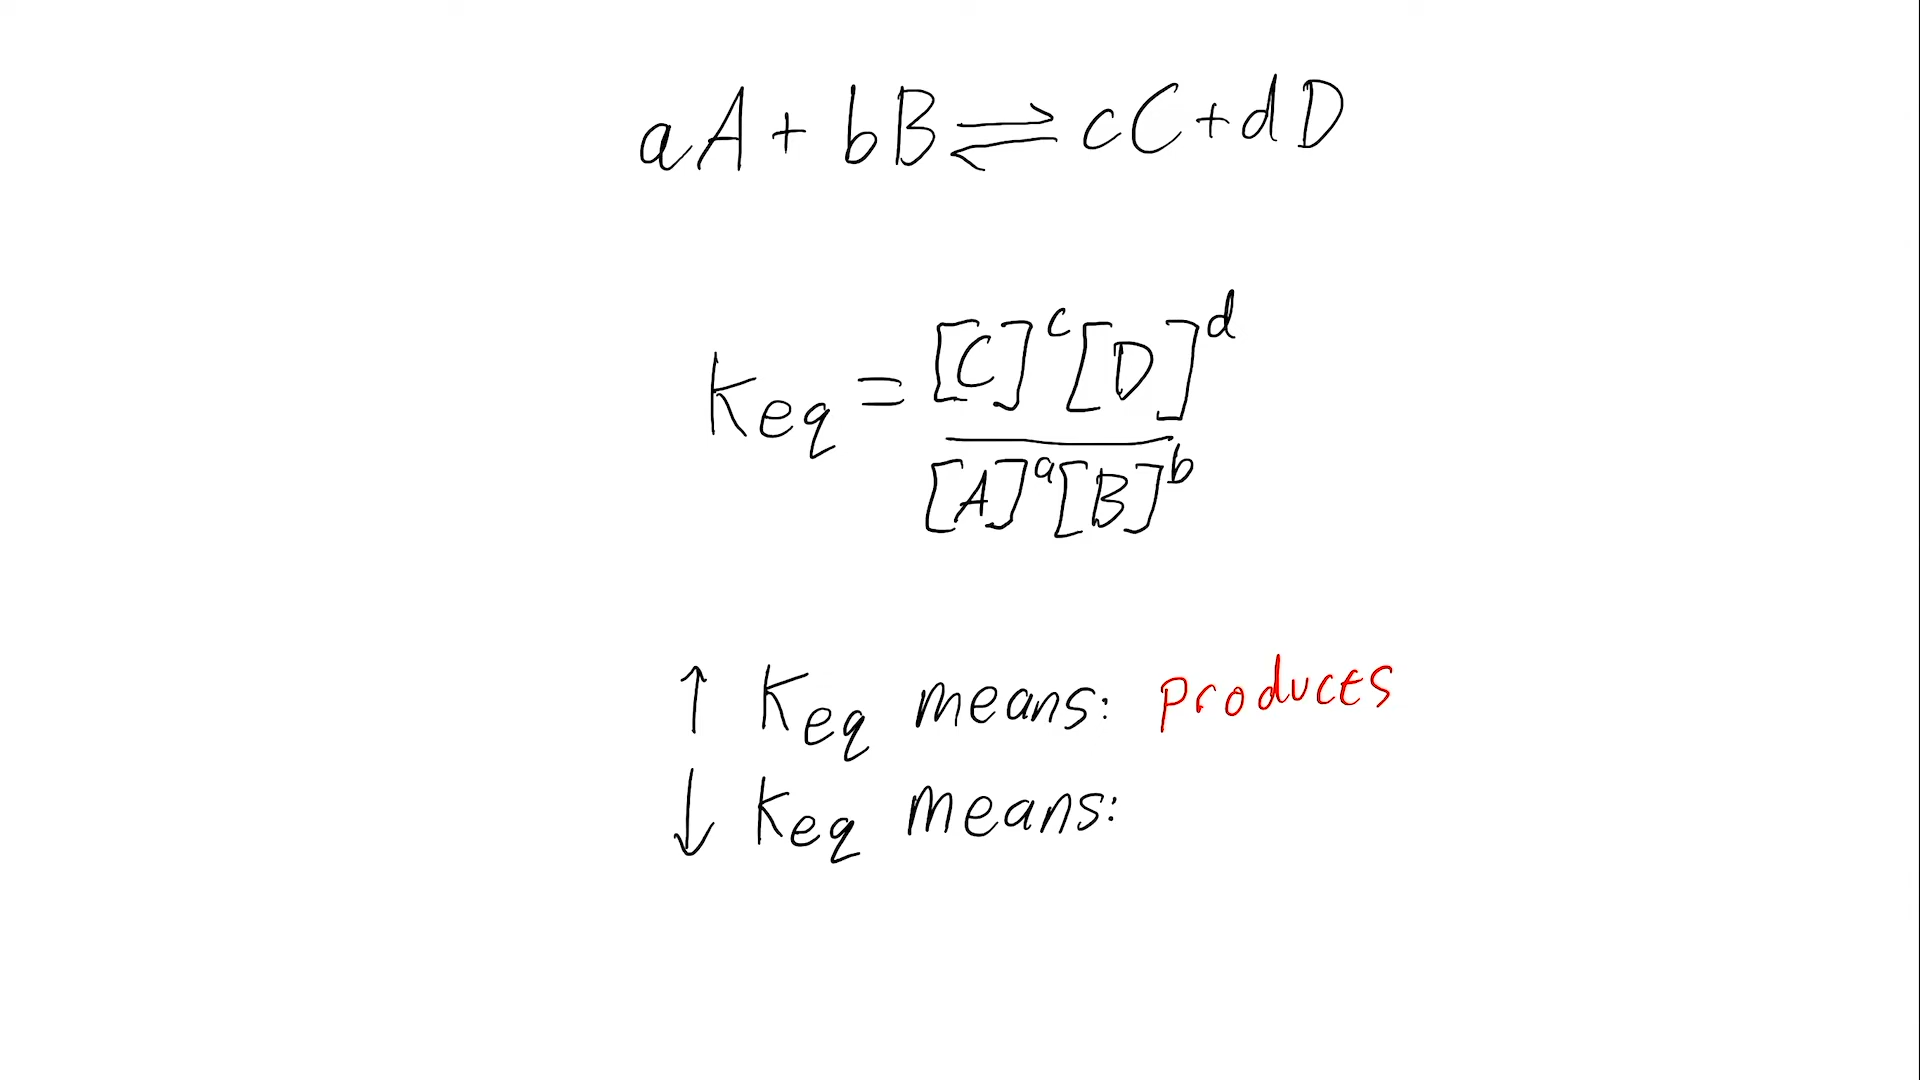 aA + bB ⇌ cC + dD
Keq = [C]^c [D]^d
[A]^a [B]^b
↑ Keq means: produces
↓ Keq means: